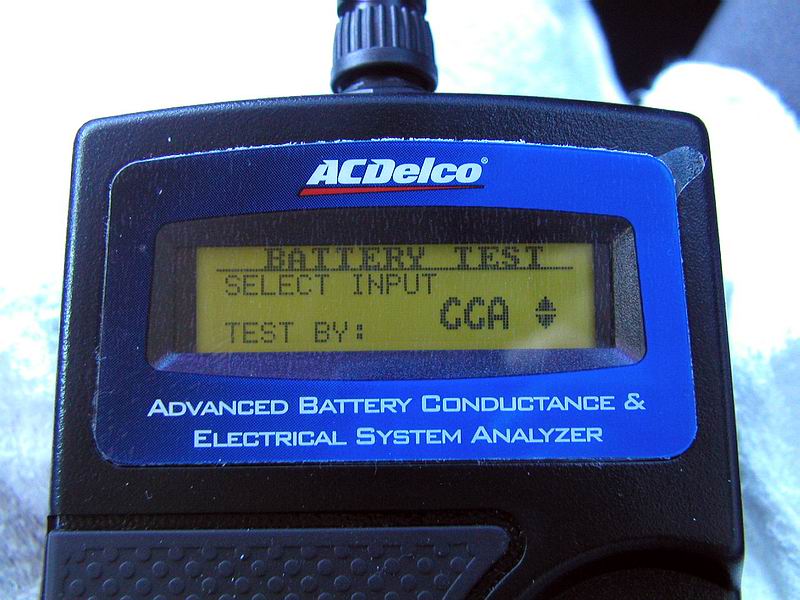 ACDelco®
BATTERY TEST
SELECT INPUT
CCA
TEST BY:
ADVANCED BATTERY CONDUCTANCE &
ELECTRICAL SYSTEM ANALYZER